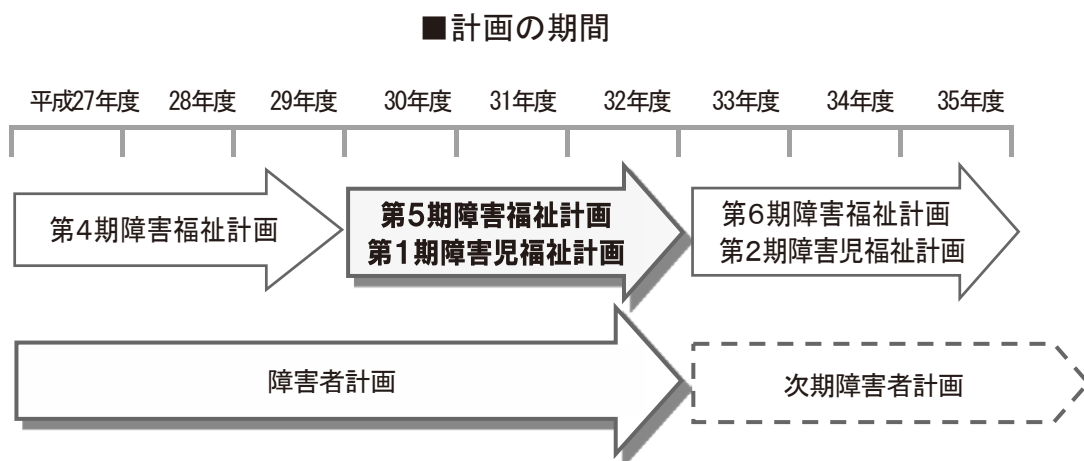 ■計画の期間
平成27年度 28年度 29年度 30年度 31年度 32年度 33年度 34年度 35年度
第4期障害福祉計画
第5期障害福祉計画
第1期障害児福祉計画
第6期障害福祉計画
第2期障害児福祉計画
障害者計画
次期障害者計画